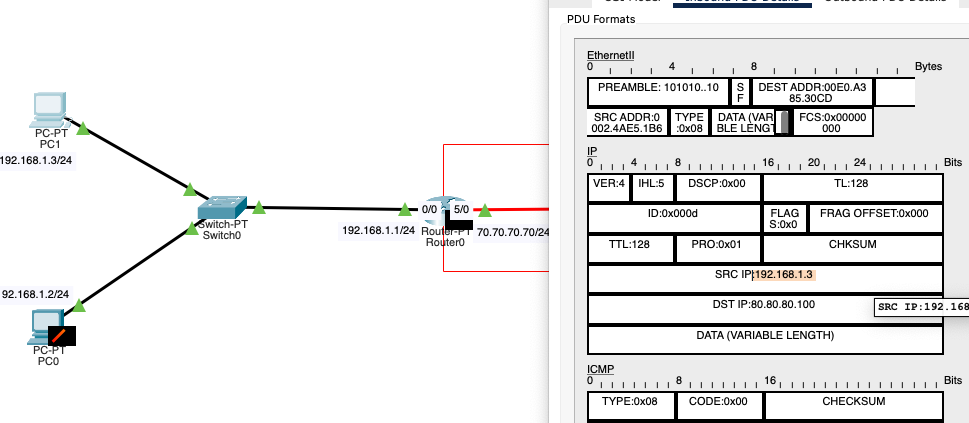 PDU Formats
EthernetII
0 4 8 Bytes
PREAMBLE: 101010..10
S
F
DEST ADDR:00E0.A3
85.30CD
SRC ADDR:0
002.4AE5.1B6
TYPE
:0x08
DATA (VAR
BLE LENGT
FCS:0x00000
000
IP
0 4 8 16 20 24 Bits
VER:4 IHL:5 DSCP:0x00 TL:128
ID:0x000d
FLAG
S:0x0
FRAG OFFSET:0x000
TTL:128 PRO:0x01 CHKSUM
SRC IP:192.168.1.3
DST IP:80.80.80.100
SRC IP:192.168
DATA (VARIABLE LENGTH)
ICMP
0 8 16 Bits
TYPE:0x08 CODE:0x00 CHECKSUM
PC-PT
PC1
192.168.1.3/24
Switch-PT
Switch0
0/0 5/0
192.168.1.1/24
Router-PT
Router0
70.70.70.70/24
92.168.1.2/24
PC-PT
PC0